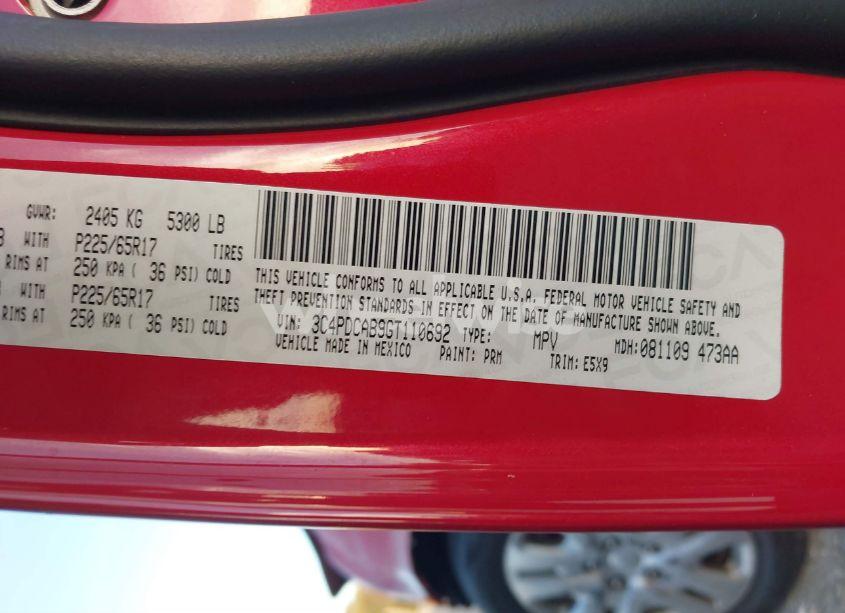 GVWR: 2405 KG 5300 LB
WITH P225/65R17 TIRES
RIMS AT 250 KPA ( 36 PSI) COLD
WITH P225/65R17 TIRES
RIMS AT 250 KPA ( 36 PSI) COLD
THIS VEHICLE CONFORMS TO ALL APPLICABLE U.S.A. FEDERAL MOTOR VEHICLE SAFETY AND
THEFT PREVENTION STANDARDS IN EFFECT ON THE DATE OF MANUFACTURE SHOWN ABOVE.
VIN: 3C4PDCAB9GT110692 TYPE: MPV MDH:081109 473AA
VEHICLE MADE IN MEXICO PAINT: PRM TRIM: E5X9